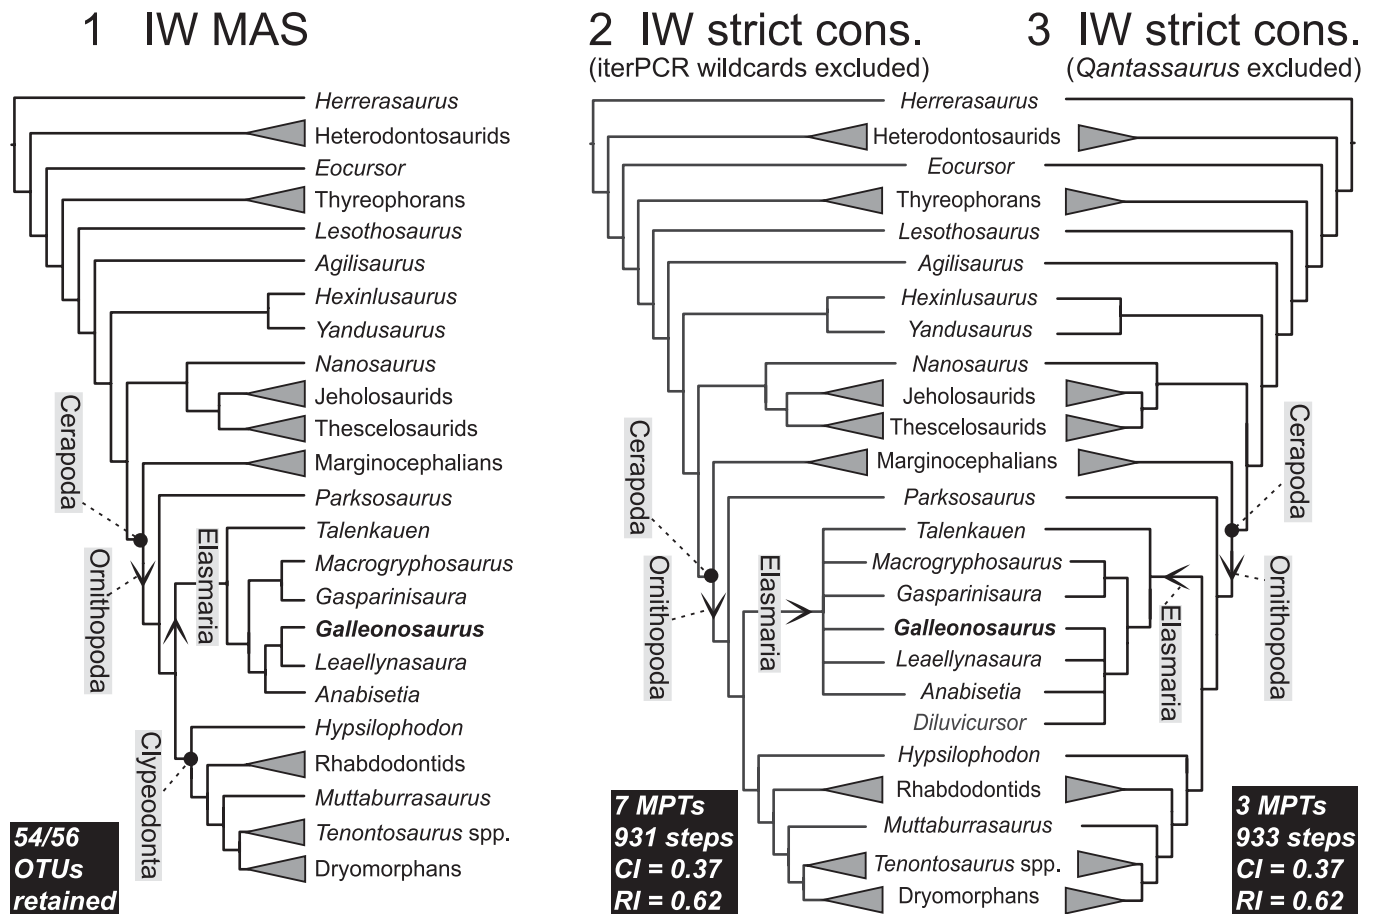 1 IW MAS
Herrerasaurus
Heterodontosaurids
Eocursor
Thyreophorans
Lesothosaurus
Agilisaurus
Hexinlusaurus
Yandusaurus
Nanosaurus
Jeholosaurids
Thescelosaurids
Marginocephalians
Parksosaurus
Talenkauen
Macrogryphosaurus
Gasparinisaura
Galleonosaurus
Leaellynasaura
Anabisetia
Hypsilophodon
Rhabdodontids
Muttaburrasaurus
Tenontosaurus spp.
Dryomorphans
Cerapoda
Ornithopoda
Elasmaria
Clypeodonta
54/56
OTUs
retained
2 IW strict cons.
(iterPCR wildcards excluded)
3 IW strict cons.
(Qantassaurus excluded)
Herrerasaurus
Heterodontosaurids
Eocursor
Thyreophorans
Lesothosaurus
Agilisaurus
Hexinlusaurus
Yandusaurus
Nanosaurus
Jeholosaurids
Thescelosaurids
Marginocephalians
Parksosaurus
Talenkauen
Macrogryphosaurus
Gasparinisaura
Galleonosaurus
Leaellynasaura
Anabisetia
Diluvicursor
Hypsilophodon
Rhabdodontids
Muttaburrasaurus
Tenontosaurus spp.
Dryomorphans
Cerapoda
Ornithopoda
Elasmaria
7 MPTs
931 steps
CI = 0.37
RI = 0.62
Cerapoda
Ornithopoda
Elasmaria
3 MPTs
933 steps
CI = 0.37
RI = 0.62